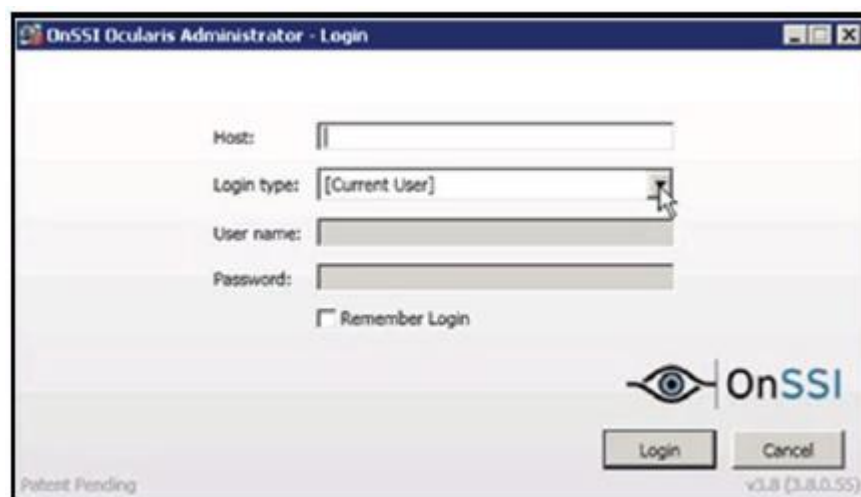 OnSSI Ocularis Administrator - Login
Host:
Login type: [Current User]
User name:
Password:
Remember Login
OnSSI
Login Cancel
Patent Pending v3.8 (3.8.0.55)